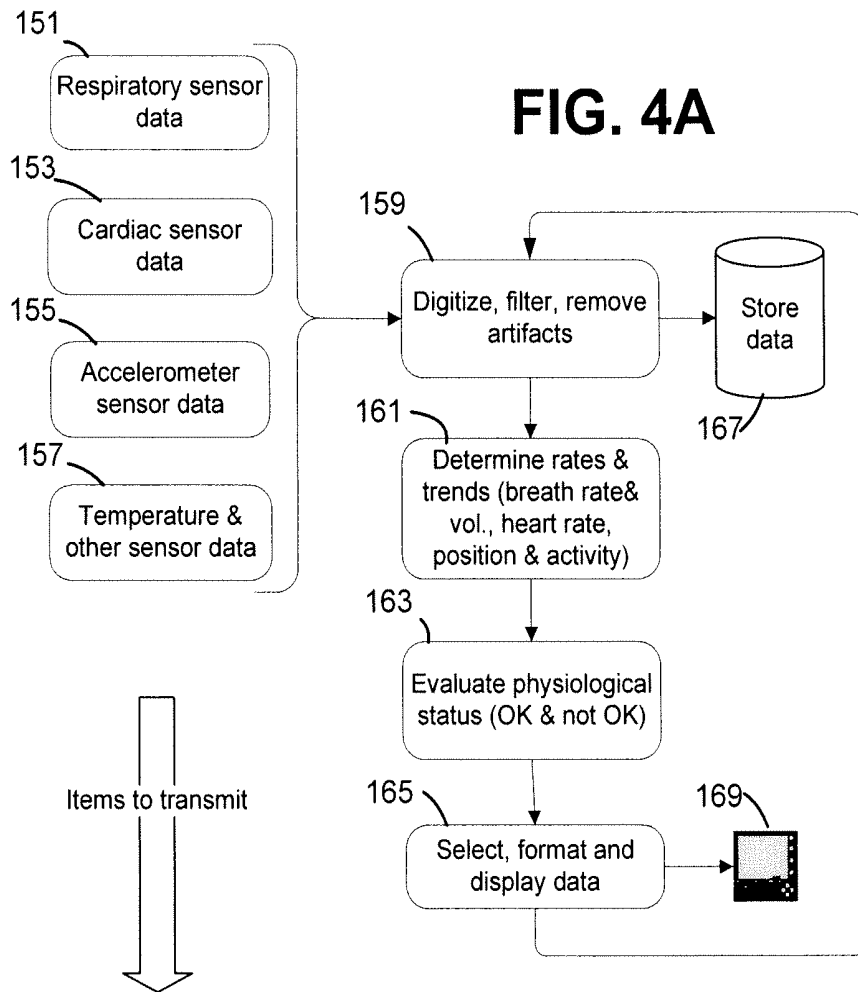 151
Respiratory sensor
data
FIG. 4A
153
Cardiac sensor
data
159
Digitize, filter, remove
artifacts
Store
data
167
155
Accelerometer
sensor data
161
Determine rates &
trends (breath rate&
vol., heart rate,
position & activity)
157
Temperature &
other sensor data
163
Evaluate physiological
status (OK & not OK)
Items to transmit
165
Select, format and
display data
169